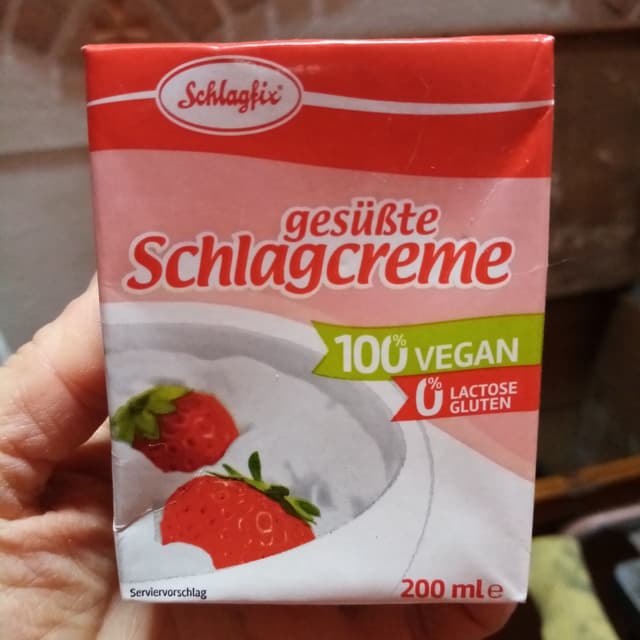 Schlagfix®
gesüßte
Schlagcreme
100% VEGAN
0% LACTOSE
GLUTEN
Serviervorschlag
200 ml e